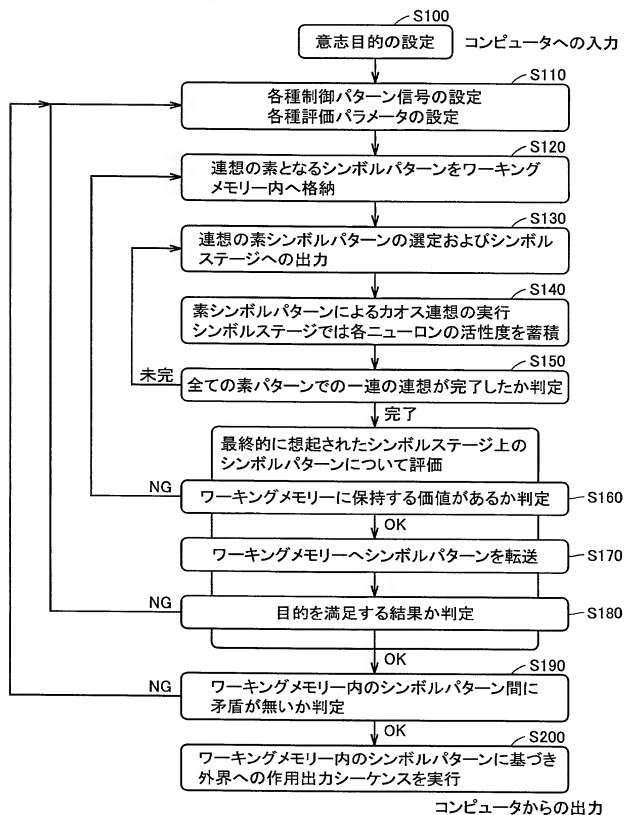 S100
意志目的の設定
コンピュータへの入力
S110
各種制御パターン信号の設定
各種評価パラメータの設定
S120
連想の素となるシンボルパターンをワーキング
メモリー内へ格納
S130
連想の素シンボルパターンの選定およびシンボル
ステージへの出力
S140
素シンボルパターンによるカオス連想の実行
シンボルステージでは各ニューロンの活性度を蓄積
S150
未完
全ての素パターンでの一連の連想が完了したか判定
完了
最終的に想起されたシンボルステージ上の
シンボルパターンについて評価
NG
ワーキングメモリーに保持する価値があるか判定
S160
OK
ワーキングメモリーへシンボルパターンを転送
S170
NG
目的を満足する結果か判定
S180
OK
S190
NG
ワーキングメモリー内のシンボルパターン間に
矛盾が無いか判定
OK
S200
ワーキングメモリー内のシンボルパターンに基づき
外界への作用出力シーケンスを実行
コンピュータからの出力